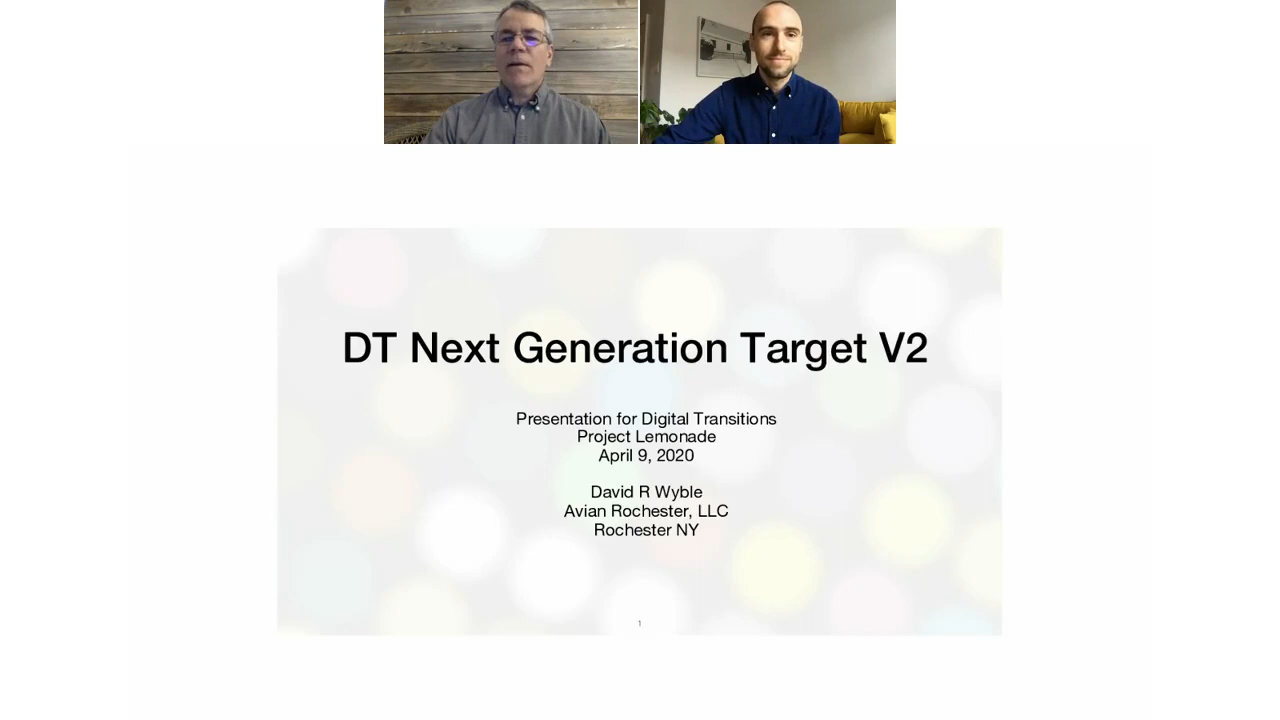 DT Next Generation Target V2
Presentation for Digital Transitions
Project Lemonade
April 9, 2020
David R Wyble
Avian Rochester, LLC
Rochester NY
1